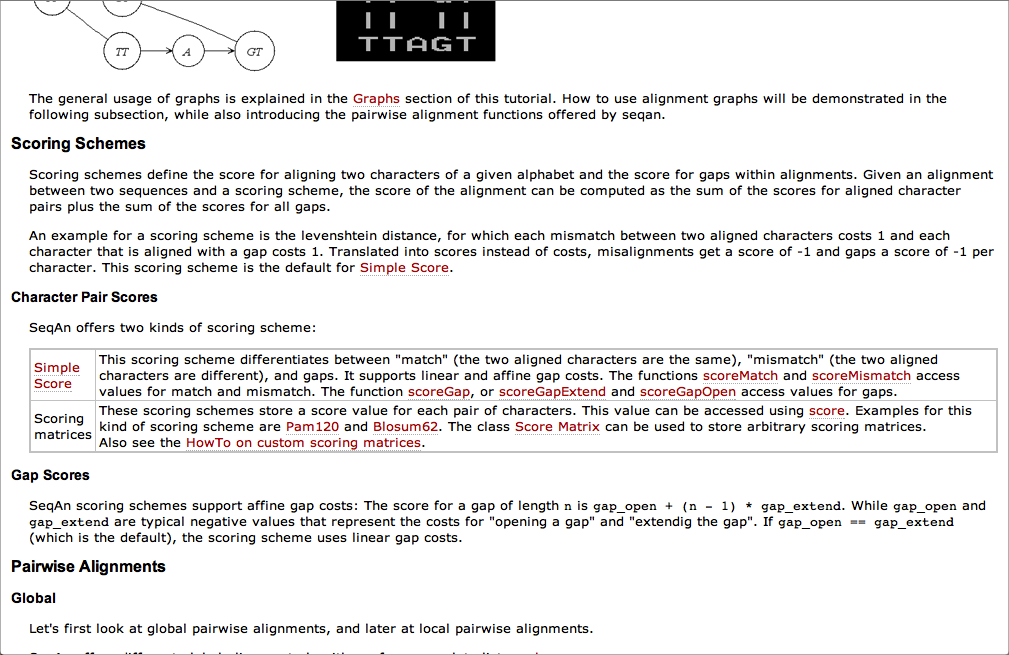 TT A GT
TTAGT
The general usage of graphs is explained in the Graphs section of this tutorial. How to use alignment graphs will be demonstrated in the
following subsection, while also introducing the pairwise alignment functions offered by seqan.
Scoring Schemes
Scoring schemes define the score for aligning two characters of a given alphabet and the score for gaps within alignments. Given an alignment
between two sequences and a scoring scheme, the score of the alignment can be computed as the sum of the scores for aligned character
pairs plus the sum of the scores for all gaps.
An example for a scoring scheme is the levenshtein distance, for which each mismatch between two aligned characters costs 1 and each
character that is aligned with a gap costs 1. Translated into scores instead of costs, misalignments get a score of -1 and gaps a score of -1 per
character. This scoring scheme is the default for Simple Score.
Character Pair Scores
SeqAn offers two kinds of scoring scheme:
Simple
Score
This scoring scheme differentiates between "match" (the two aligned characters are the same), "mismatch" (the two aligned
characters are different), and gaps. It supports linear and affine gap costs. The functions scoreMatch and scoreMismatch access
values for match and mismatch. The function scoreGap, or scoreGapExtend and scoreGapOpen access values for gaps.
Scoring
matrices
These scoring schemes store a score value for each pair of characters. This value can be accessed using score. Examples for this
kind of scoring scheme are Pam120 and Blosum62. The class Score Matrix can be used to store arbitrary scoring matrices.
Also see the HowTo on custom scoring matrices.
Gap Scores
SeqAn scoring schemes support affine gap costs: The score for a gap of length n is gap_open + (n - 1) * gap_extend. While gap_open and
gap_extend are typical negative values that represent the costs for "opening a gap" and "extendig the gap". If gap_open == gap_extend
(which is the default), the scoring scheme uses linear gap costs.
Pairwise Alignments
Global
Let's first look at global pairwise alignments, and later at local pairwise alignments.